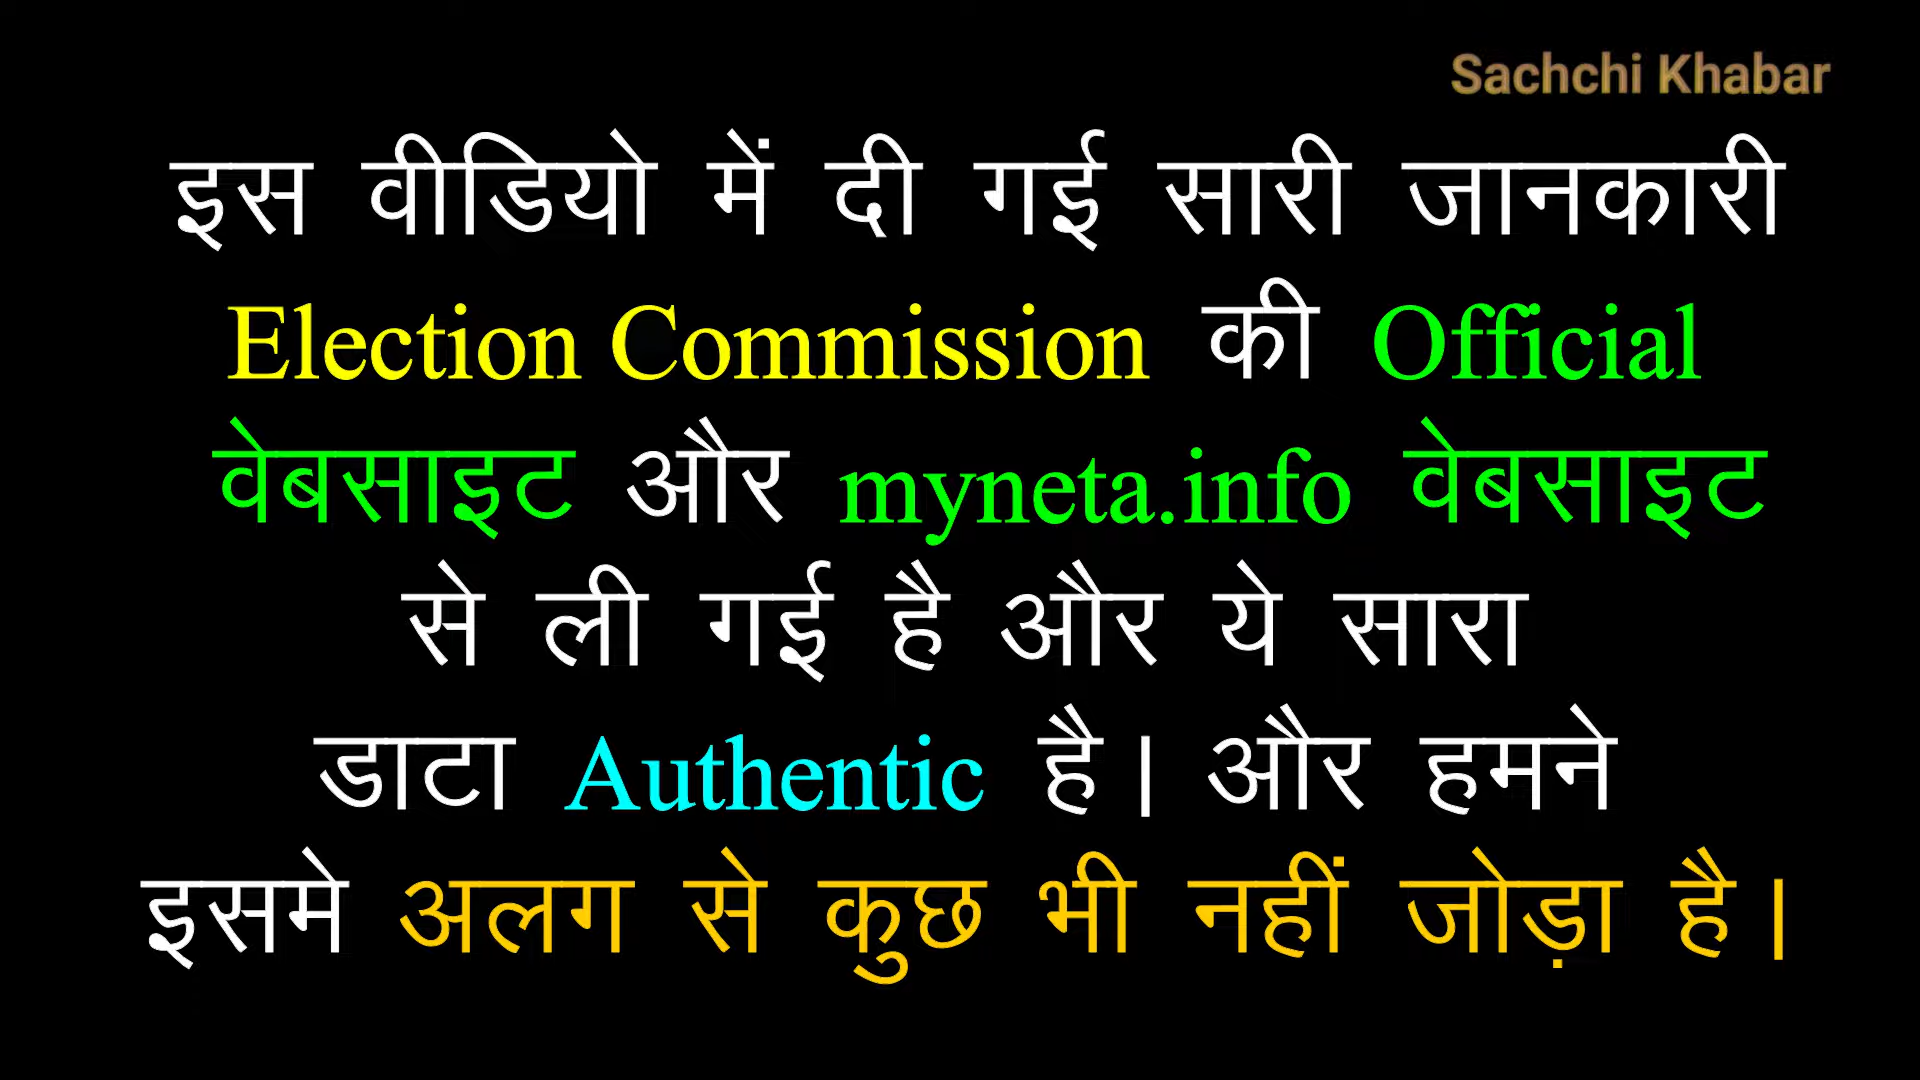 Sachchi Khabar
इस वीडियो में दी गई सारी जानकारी
Election Commission की Official
वेबसाइट और myneta.info वेबसाइट
से ली गई है और ये सारा
डाटा Authentic है। और हमने
इसमे अलग से कुछ भी नहीं जोड़ा है।